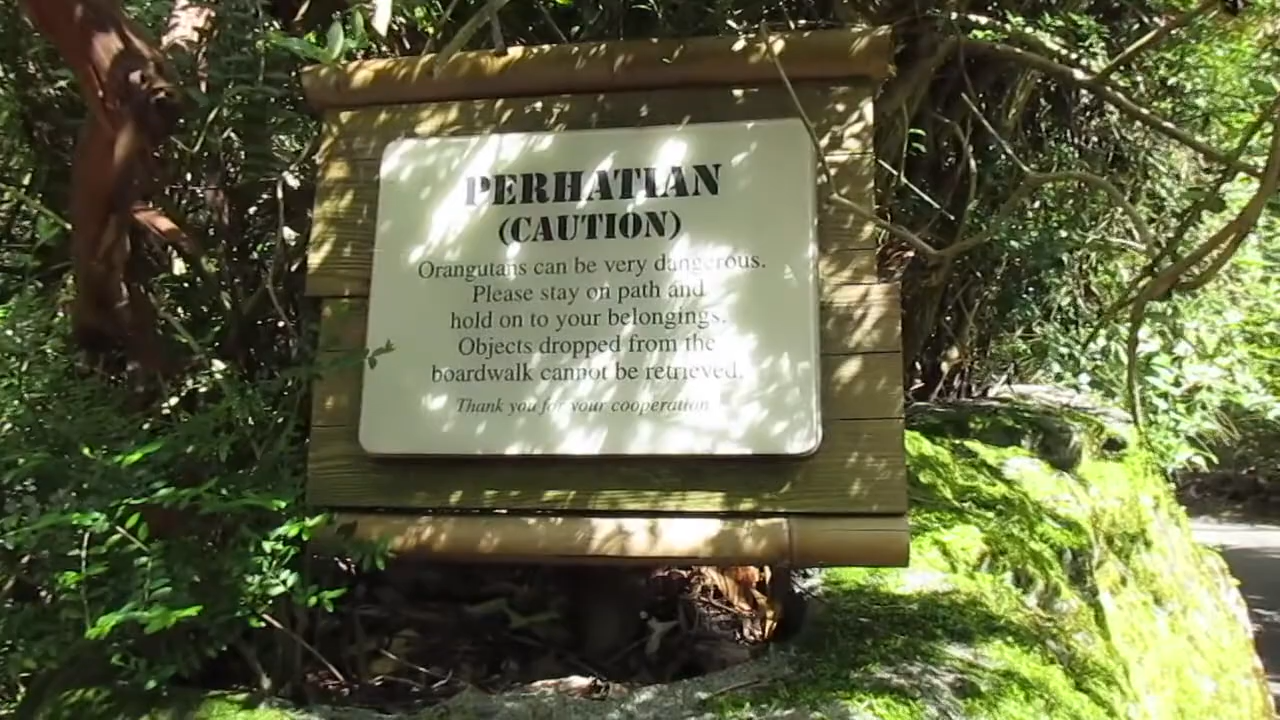 PERHATIAN
(CAUTION)
Orangutans can be very dangerous.
Please stay on path and
hold on to your belongings.
Objects dropped from the
boardwalk cannot be retrieved.
Thank you for your cooperation